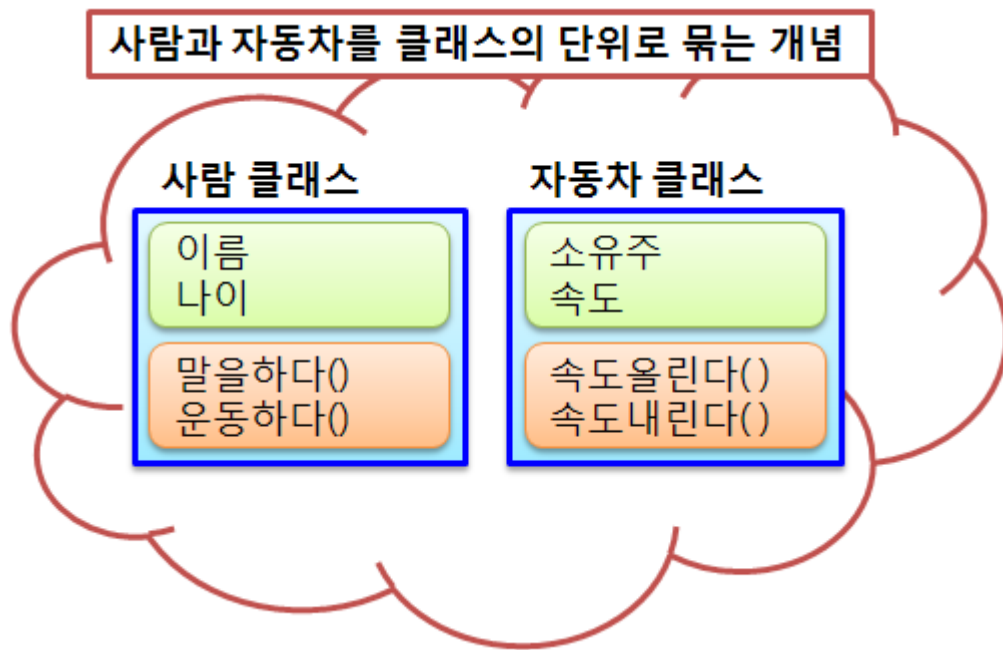 사람과 자동차를 클래스의 단위로 묶는 개념
사람 클래스
이름
나이
말을하다()
운동하다()
자동차 클래스
소유주
속도
속도올린다()
속도내린다()